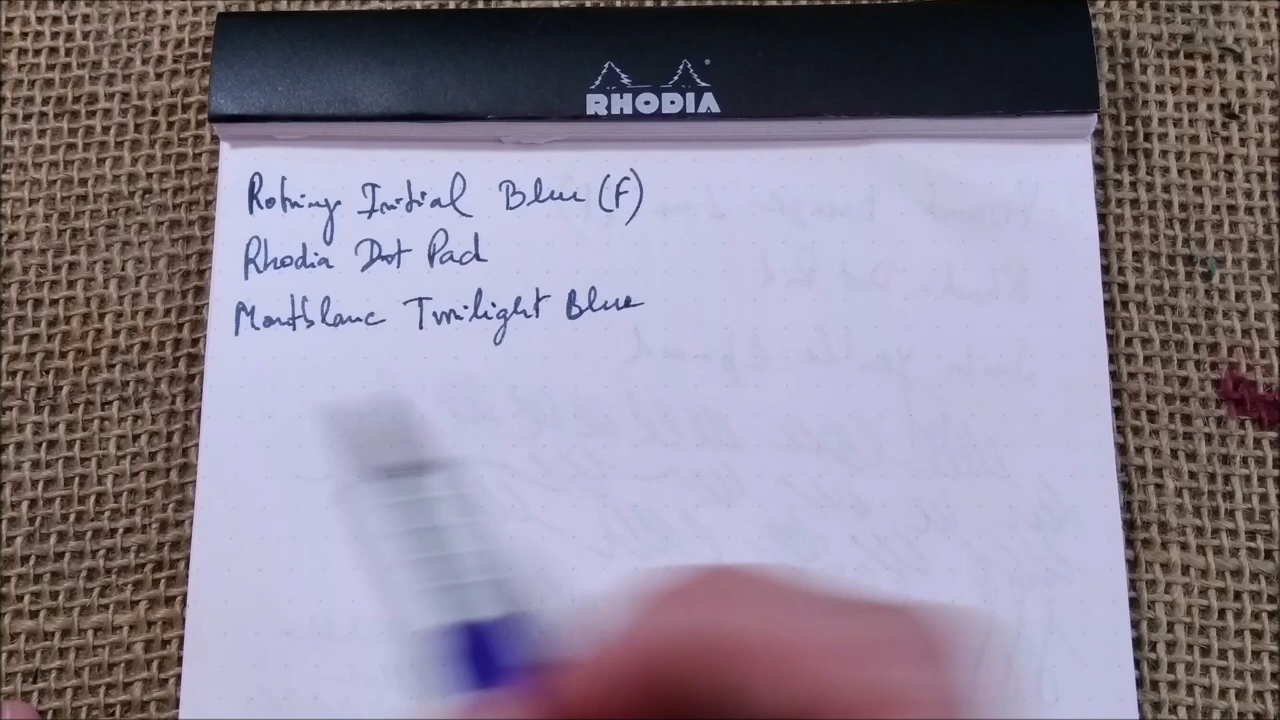 RHODIA
Rotring Initial Blue (F)
Rhodia Dot Pad
Montblanc Twilight Blue